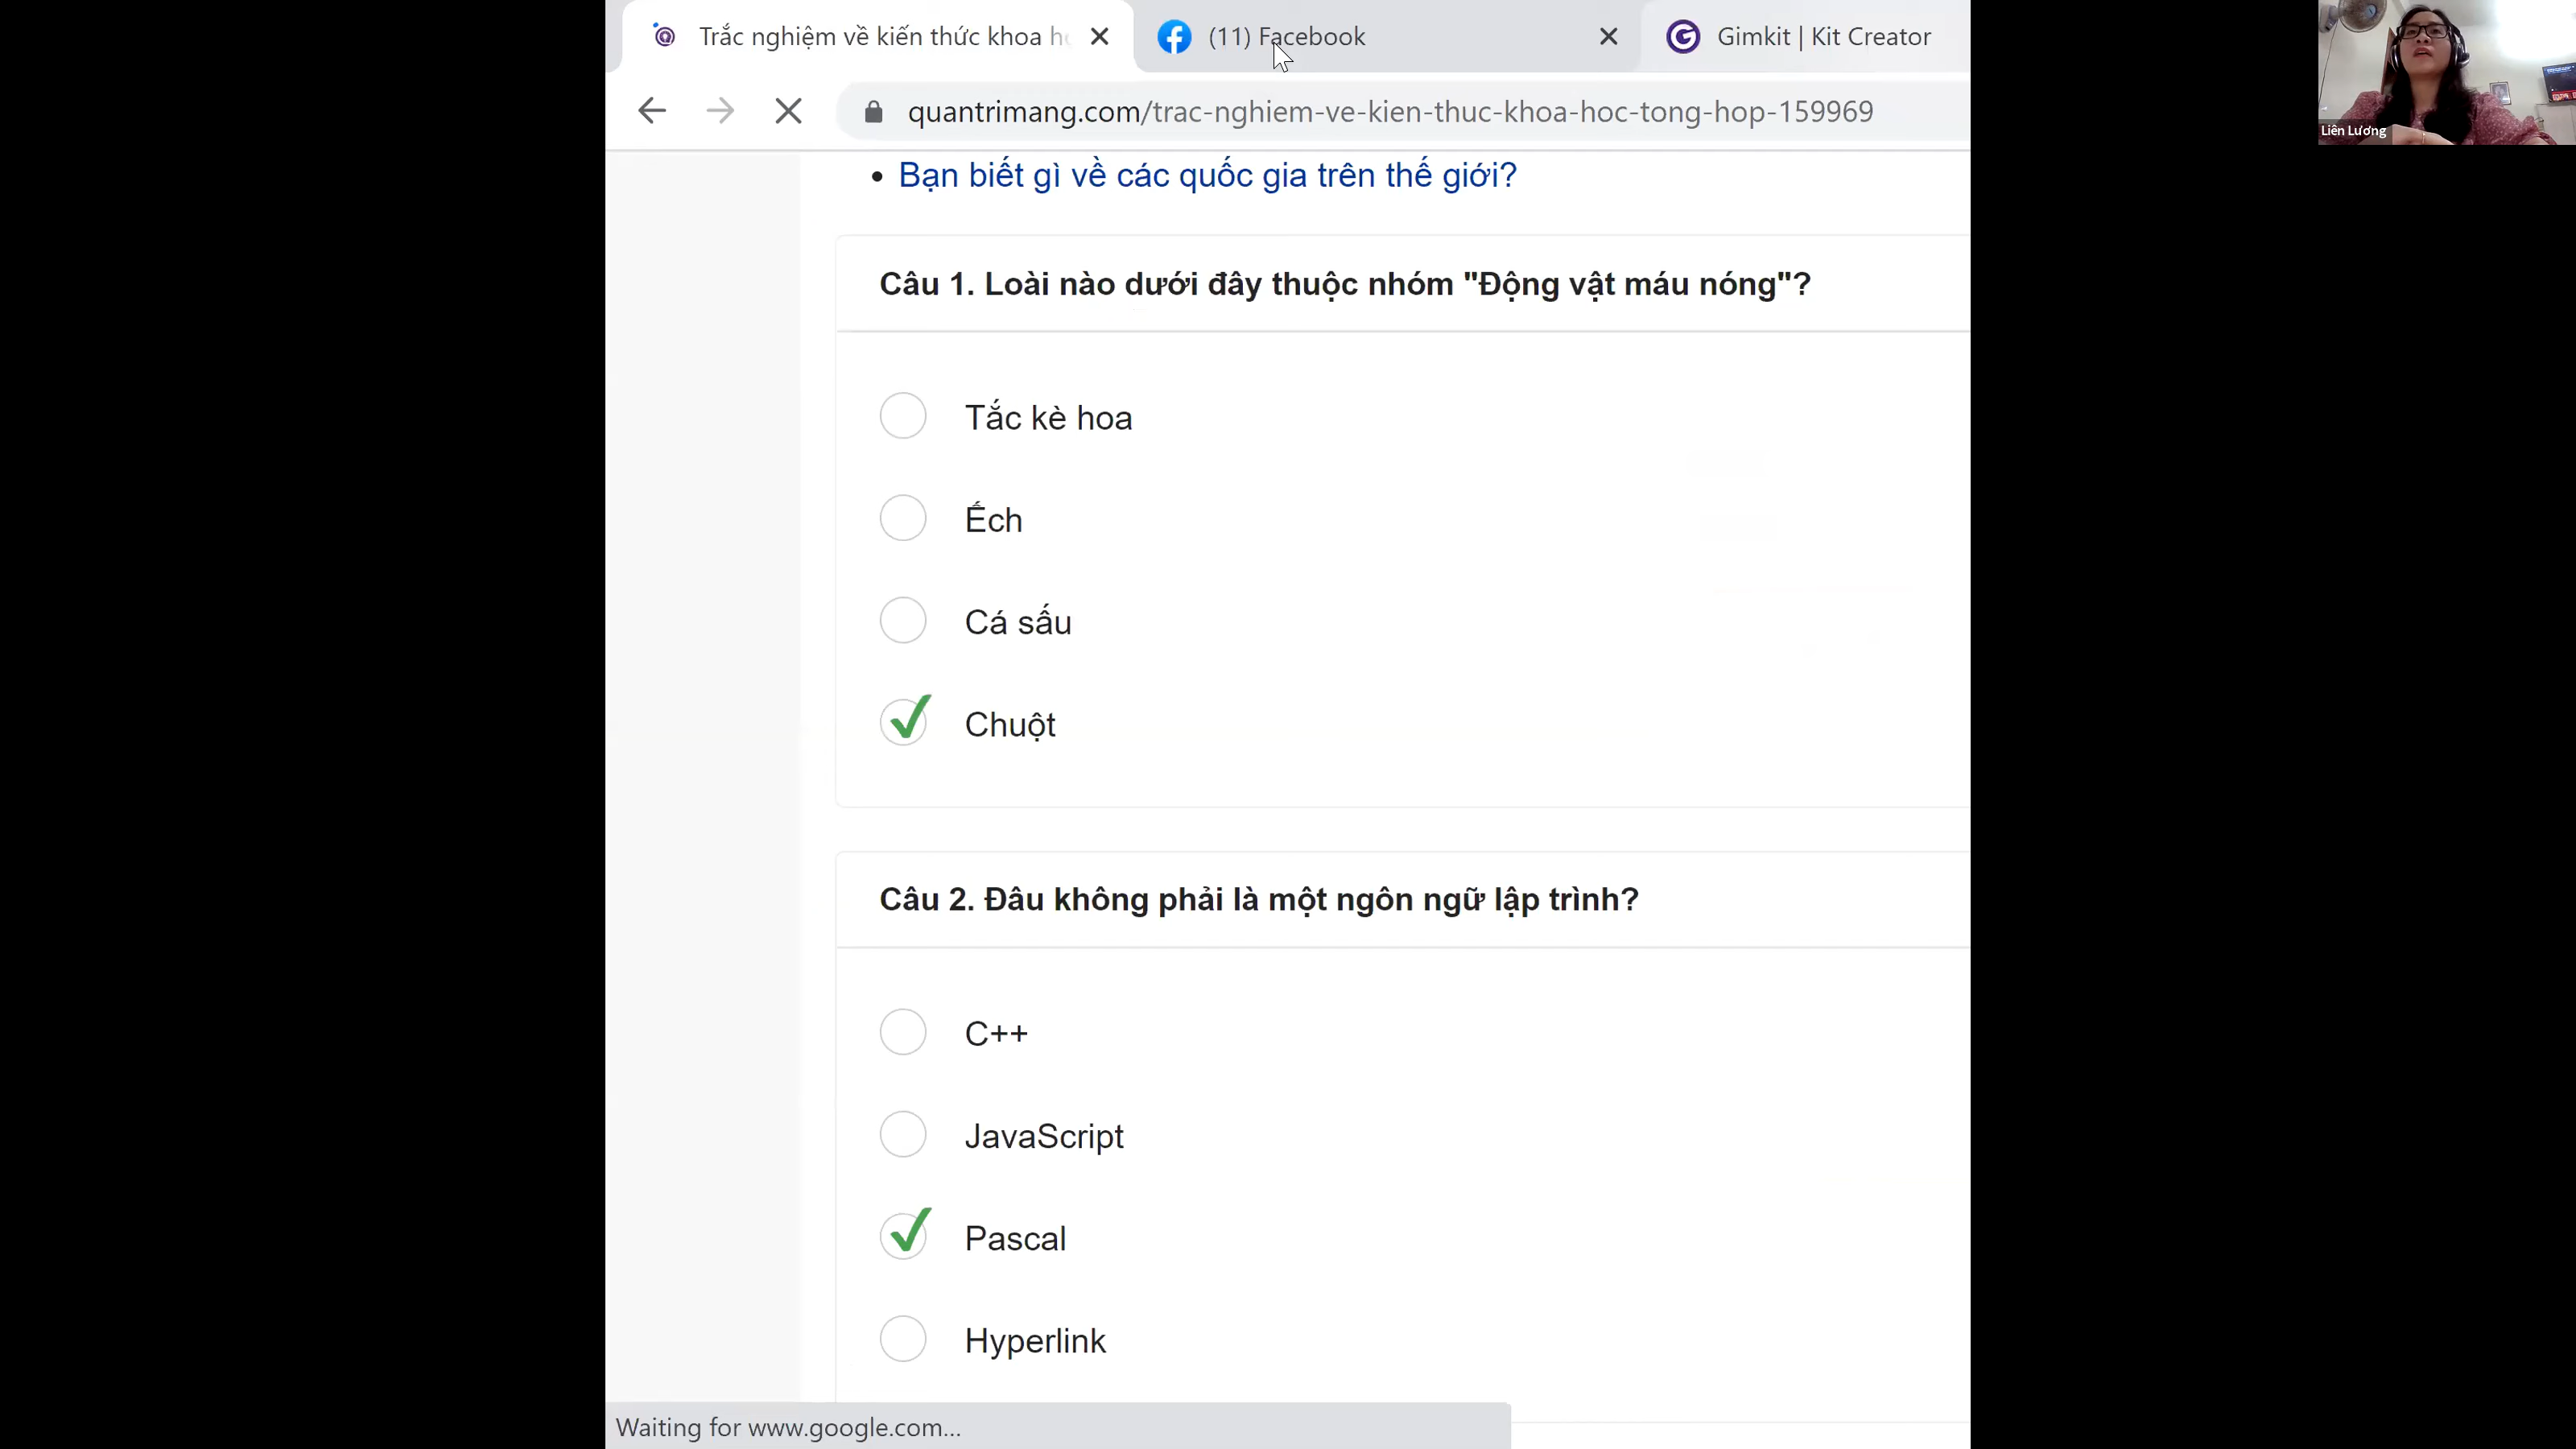 Trắc nghiệm về kiến thức khoa
(11) Facebook
Gimkit | Kit Creator
quantrimang.com/trac-nghiem-ve-kien-thuc-khoa-hoc-tong-hop-159969
Liên Lương
Bạn biết gì về các quốc gia trên thế giới?
Câu 1. Loài nào dưới đây thuộc nhóm "Động vật máu nóng"?
Tắc kè hoa
Ếch
Cá sấu
Chuột
Câu 2. Đâu không phải là một ngôn ngữ lập trình?
C++
JavaScript
Pascal
Hyperlink
Waiting for www.google.com...